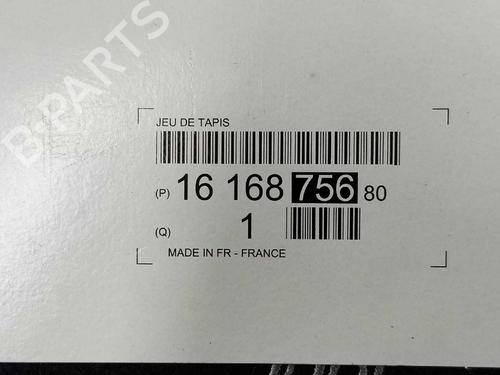 B-PARTS
JEU DE TAPIS
(P) 16 168 756 80
(Q) 1
MADE IN FR - FRANCE